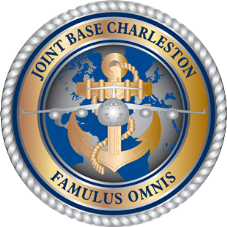 JOINT BASE CHARLESTON
FAMULUS OMNIS